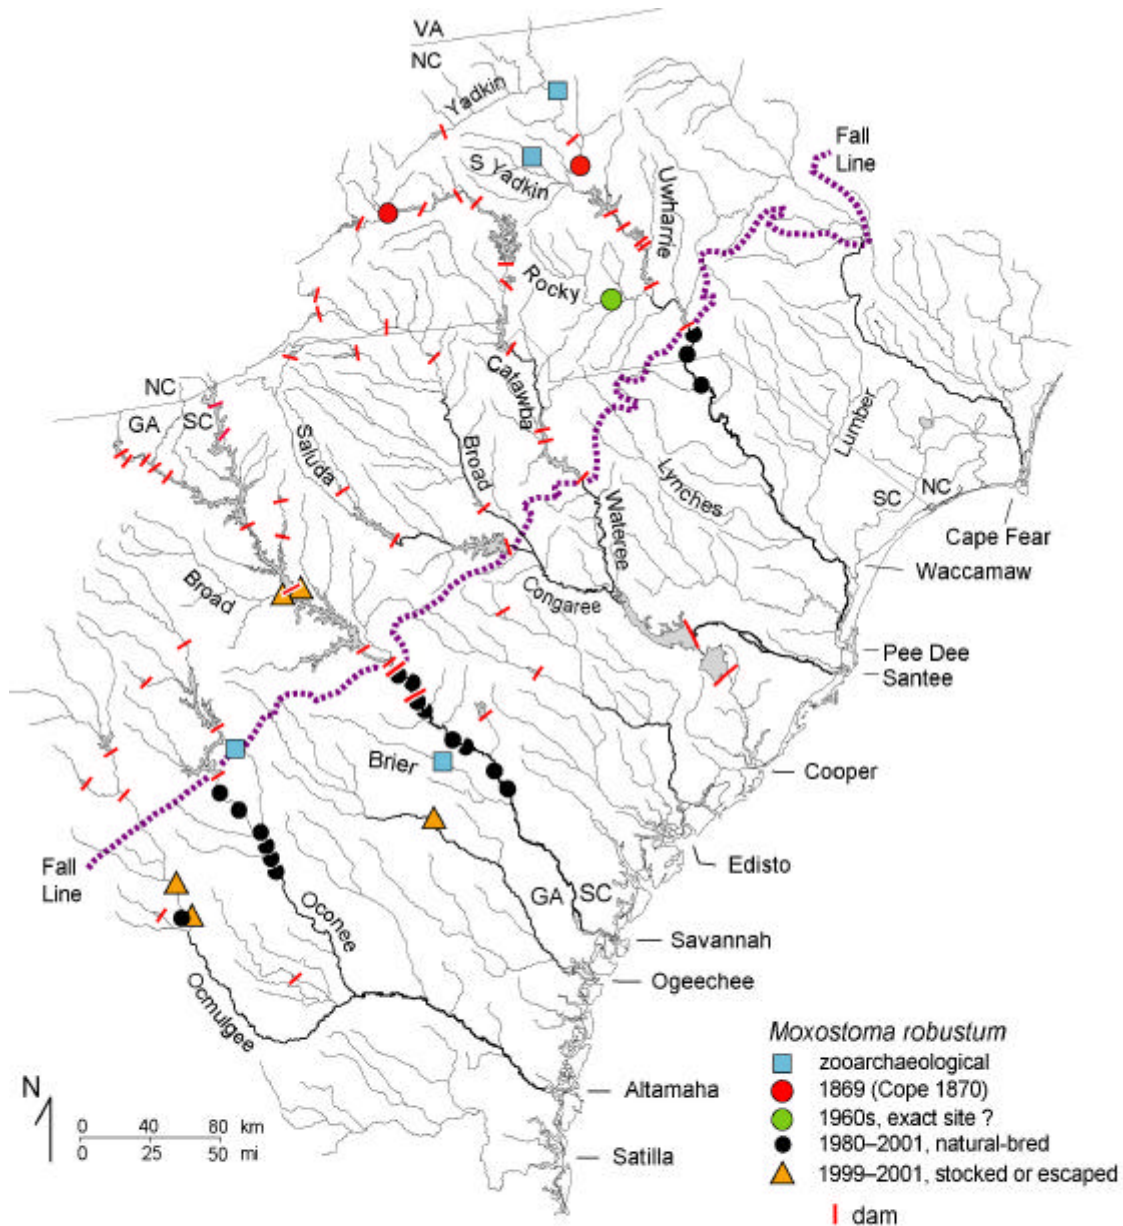 VA
NC
Yadkin
Fall
Line
S Yadkin
Uwharrie
Rocky
Catawba
NC
GA
SC
Saluda
Broad
Lumber
Lynches
SC
NC
Wateree
Cape Fear
Waccamaw
Broad
Congaree
Pee Dee
Santee
Brier
Cooper
Fall
Line
Edisto
GA
SC
Oconee
Savannah
Ogeechee
Ocmulgee
Moxostoma robustum
zooarchaeological
1869 (Cope 1870)
1960s, exact site ?
1980–2001, natural-bred
1999–2001, stocked or escaped
dam
Altamaha
N
0 40 80 km
0 25 50 mi
Satilla